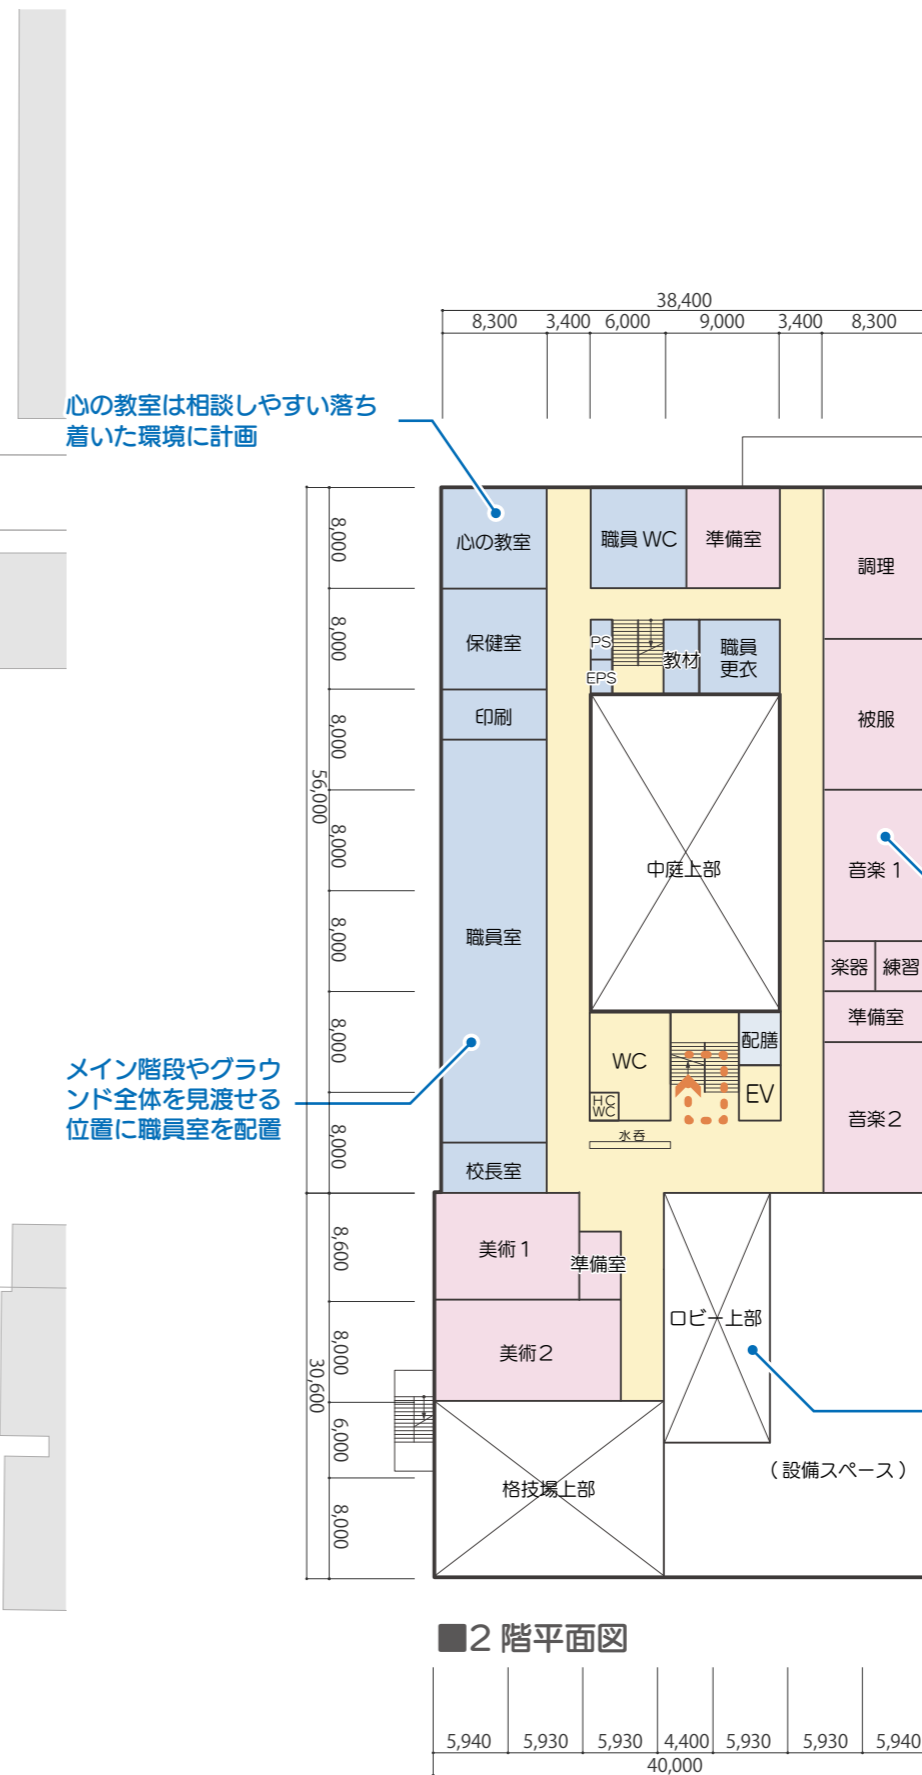 38,400
8,300 3,400 6,000 9,000 3,400 8,300
心の教室は相談しやすい落ち
着いた環境に計画
心の教室
職員 WC
準備室
調理
8,000
保健室
PS
EPS
教材
職員
更衣
8,000
印刷
被服
8,000
56,000
8,000
中庭上部
音楽 1
職員室
8,000
楽器
練習
準備室
8,000
メイン階段やグラウ
ンド全体を見渡せる
位置に職員室を配置
WC
HC
WC
配膳
EV
水呑
音楽2
8,000
校長室
美術1
準備室
8,600
ロビー上部
美術2
8,000
30,600
6,000
(設備スペース)
格技場上部
8,000
■2 階平面図
5,940 5,930 5,930 4,400 5,930 5,930 5,940
40,000